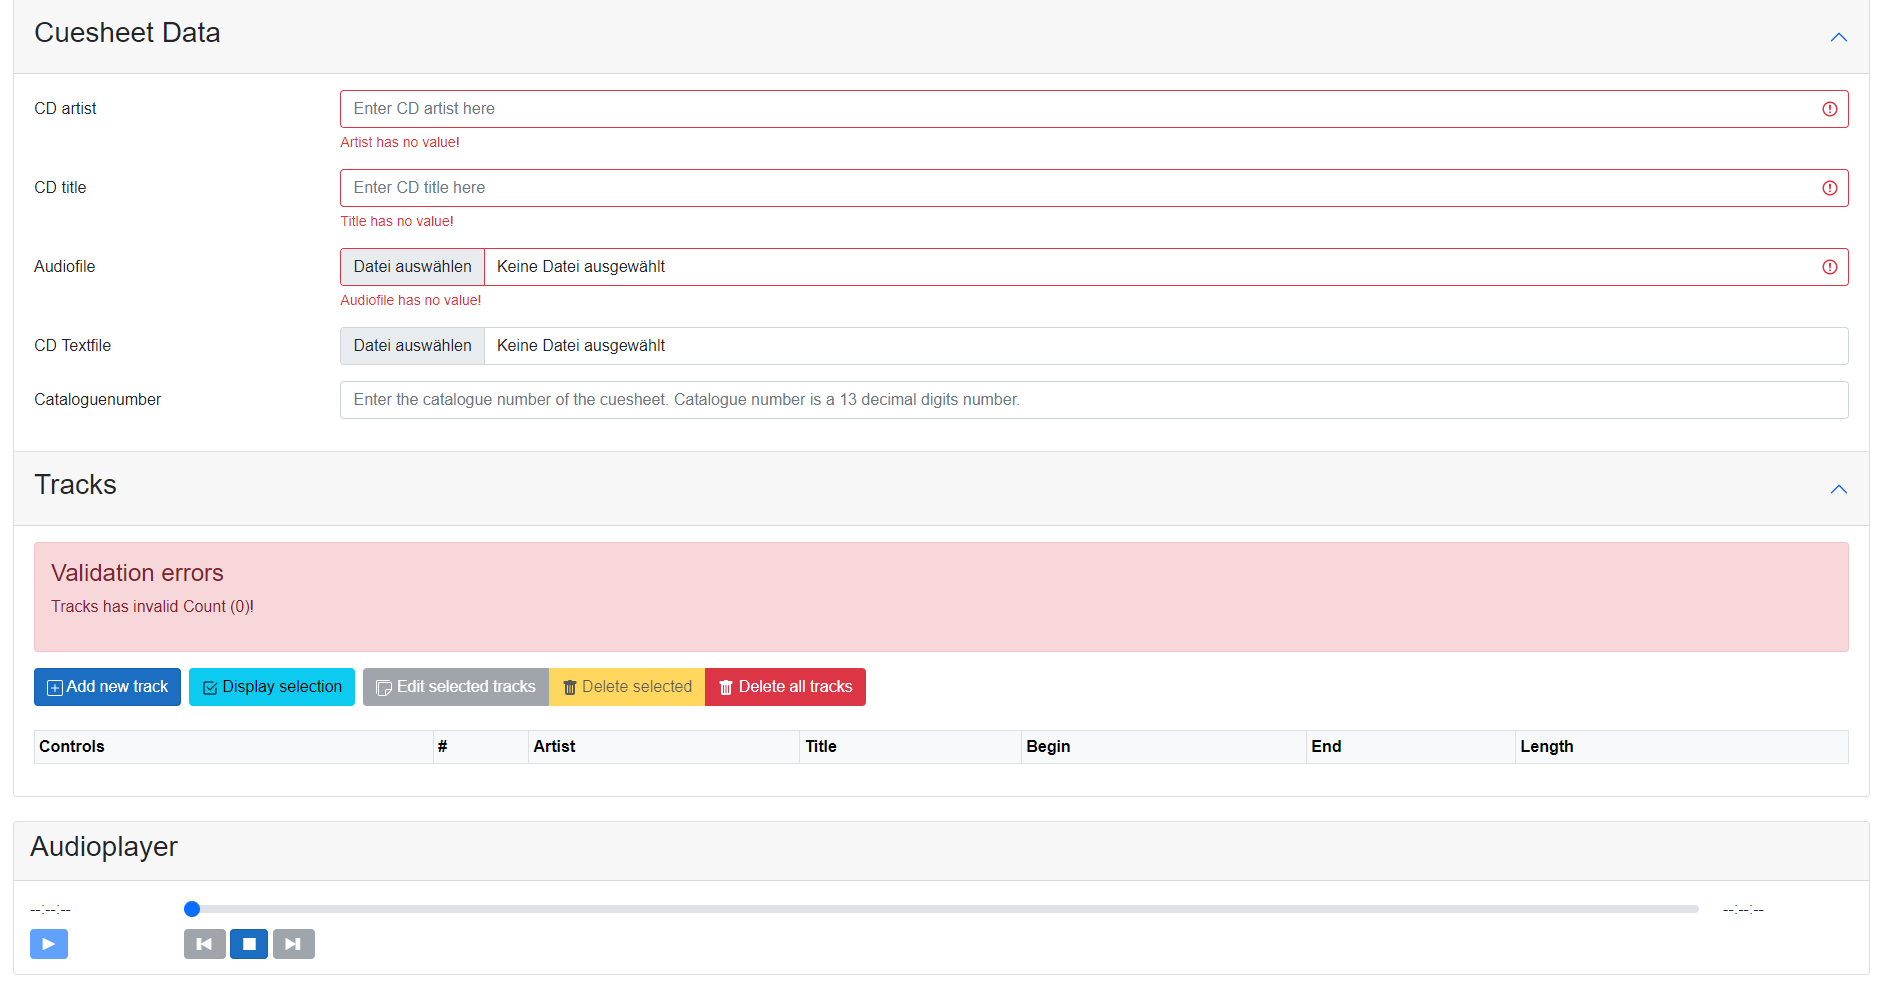 Cuesheet Data
CD artist
Enter CD artist here
Artist has no value!
CD title
Enter CD title here
Title has no value!
Audiofile
Datei auswählen Keine Datei ausgewählt
Audiofile has no value!
CD Textfile
Datei auswählen Keine Datei ausgewählt
Cataloguenumber
Enter the catalogue number of the cuesheet. Catalogue number is a 13 decimal digits number.
Tracks
Validation errors
Tracks has invalid Count (0)!
Add new track Display selection Edit selected tracks Delete selected Delete all tracks
Controls # Artist Title Begin End Length
Audioplayer
--:--:-- --:--:--